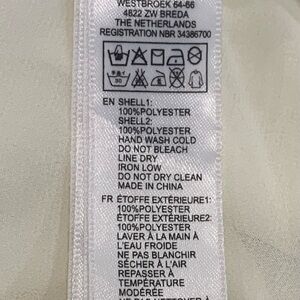 WESTBROEK 64-66
4822 ZW BREDA
THE NETHERLANDS
REGISTRATION NBR 34386700
EN SHELL1:
100%POLYESTER
SHELL2:
100%POLYESTER
HAND WASH COLD
DO NOT BLEACH
LINE DRY
IRON LOW
DO NOT DRY CLEAN
MADE IN CHINA
FR ÉTOFFE EXTÉRIEURE1:
100%POLYESTER
ÉTOFFE EXTÉRIEURE2:
100%POLYESTER
LAVER À LA MAIN À
L'EAU FROIDE
NE PAS BLANCHIR
SÉCHER À L'AIR
REPASSER À
TEMPÉRATURE
MODÉRÉE
NE PAS NETTOYER À